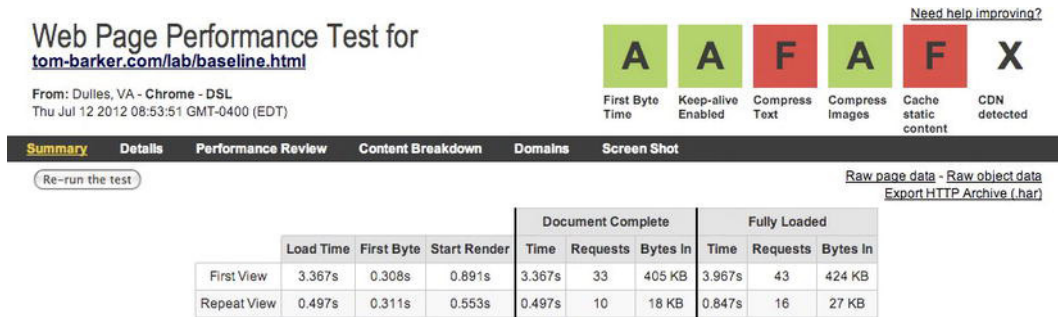 Need help improving?
Web Page Performance Test for
tom-barker.com/lab/baseline.html
From: Dulles, VA - Chrome - DSL
Thu Jul 12 2012 08:53:51 GMT-0400 (EDT)
A A F A F X
First Byte Time Keep-alive Enabled Compress Text Compress Images Cache static content CDN detected
Summary Details Performance Review Content Breakdown Domains Screen Shot
Re-run the test
Raw page data - Raw object data
Export HTTP Archive (.har)
Document Complete Fully Loaded
Load Time First Byte Start Render Time Requests Bytes In Time Requests Bytes In
First View 3.367s 0.308s 0.891s 3.367s 33 405 KB 3.967s 43 424 KB
Repeat View 0.497s 0.311s 0.553s 0.497s 10 18 KB 0.847s 16 27 KB